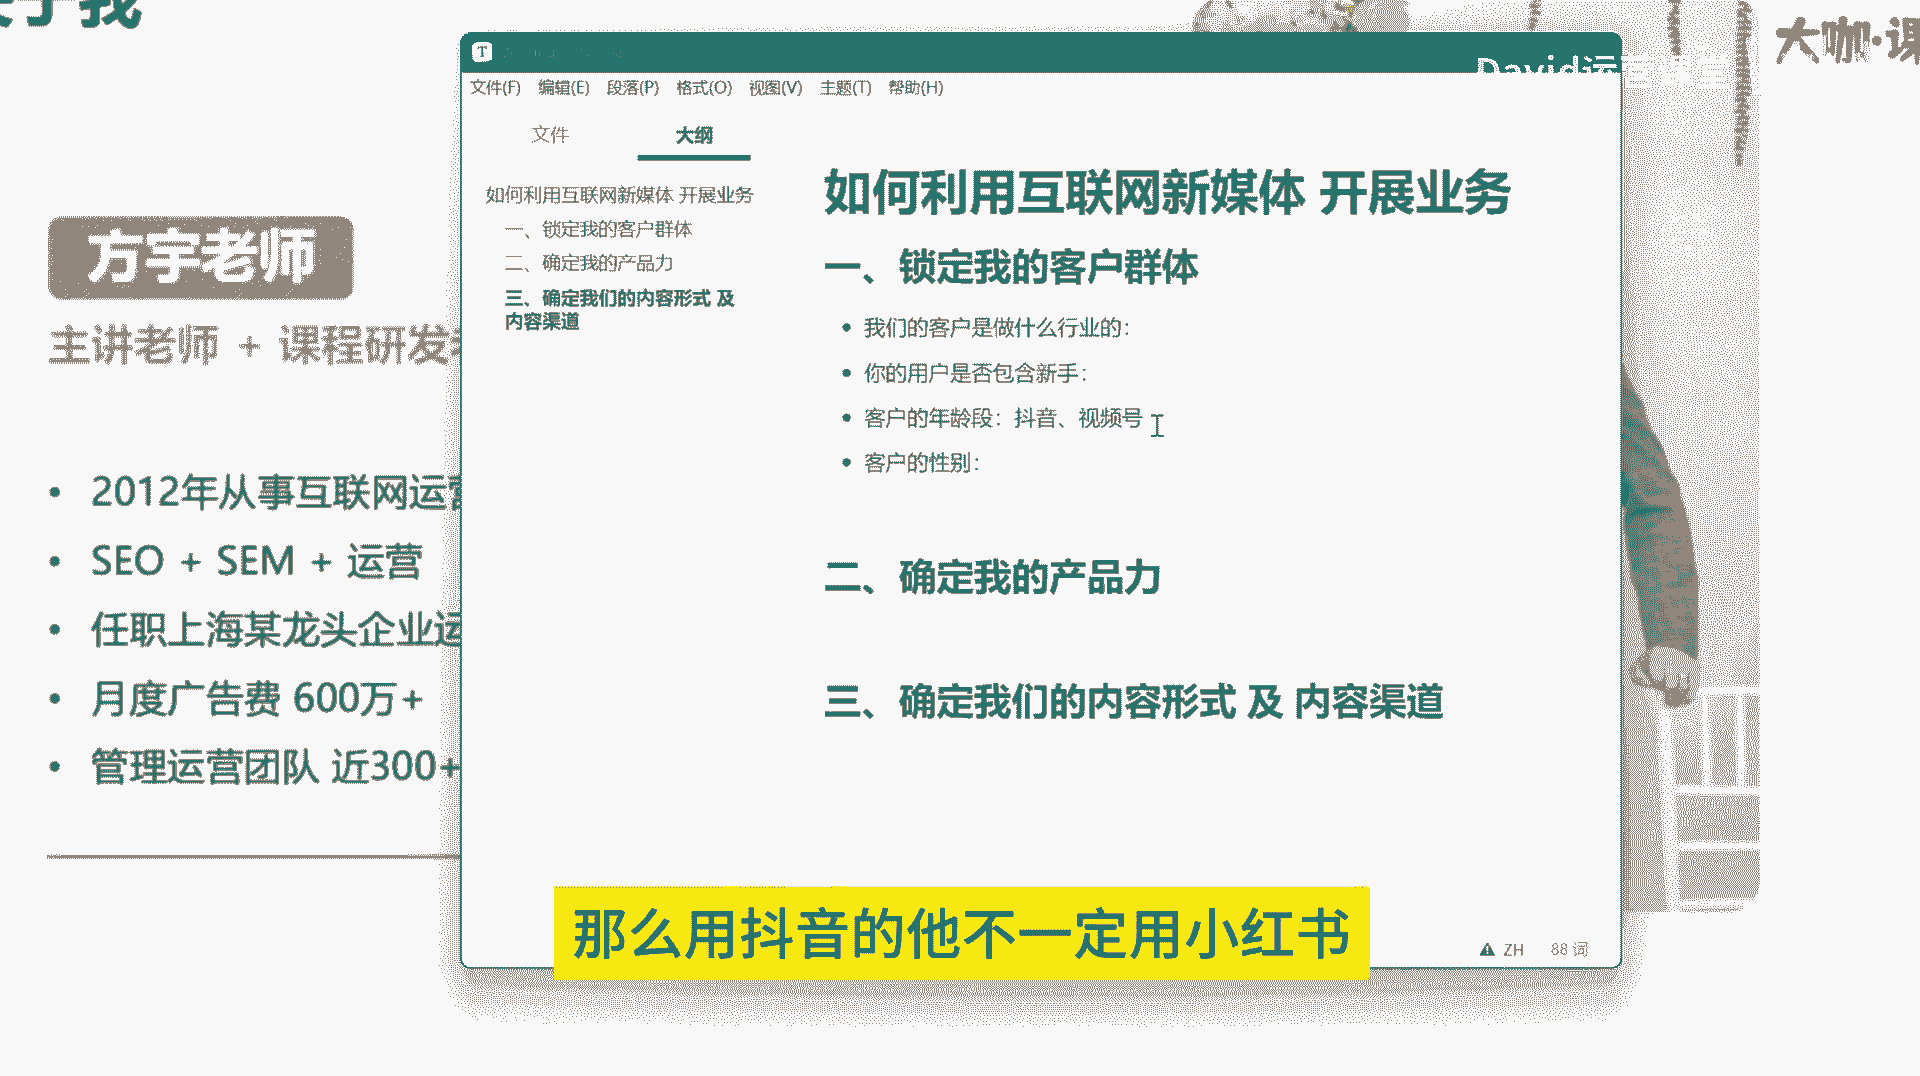 关于我
大咖·课
David运营
方宇老师
主讲老师 + 课程研发
2012年从事互联网运营
SEO + SEM + 运营
任职上海某龙头企业运
月度广告费 600万+
管理运营团队 近300+
T
文件(F) 编辑(E) 段落(P) 格式(O) 视图(V) 主题(T) 帮助(H)
文件 大纲
如何利用互联网新媒体 开展业务
一、锁定我的客户群体
二、确定我的产品力
三、确定我们的内容形式 及
内容渠道
如何利用互联网新媒体 开展业务
一、锁定我的客户群体
我们的客户是做什么行业的：
你的用户是否包含新手：
客户的年龄段：抖音、视频号
客户的性别：
二、确定我的产品力
三、确定我们的内容形式 及 内容渠道
ZH 88 词
那么用抖音的他不一定用小红书